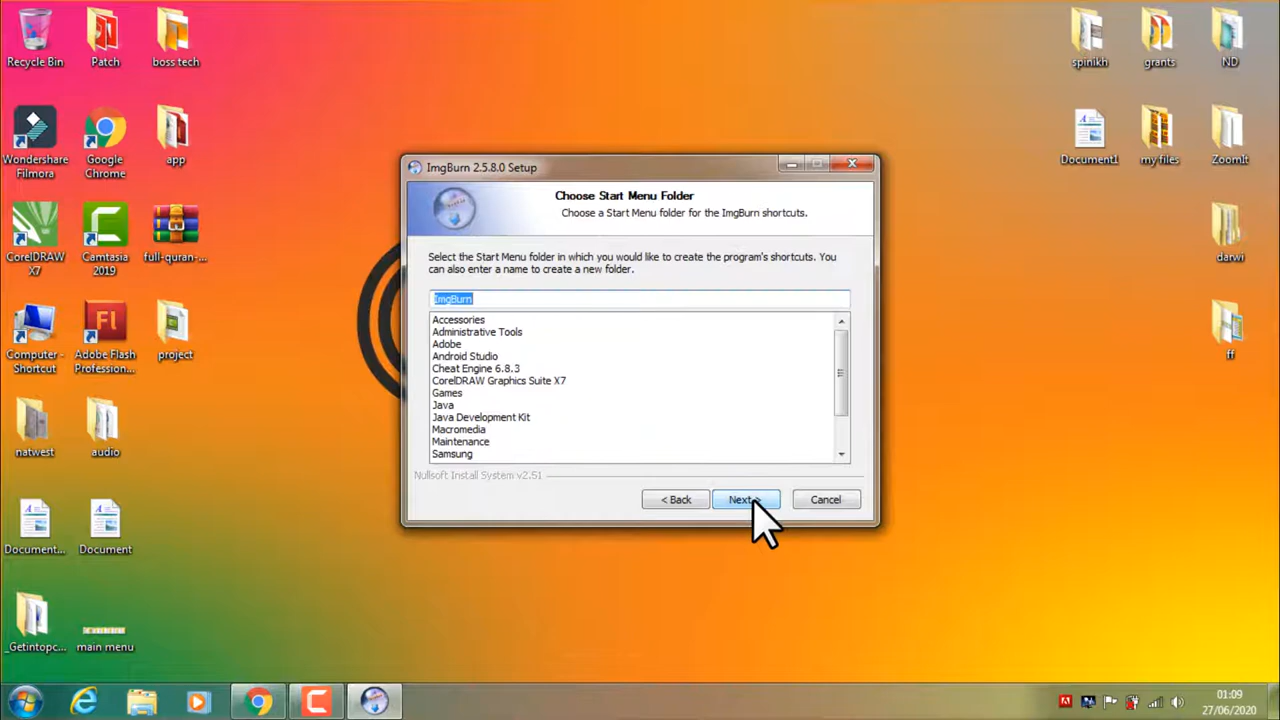 Recycle Bin
Patch
boss tech
spinikh
grants
ND
Wondershare
Filmora
Google
Chrome
app
Document1
my files
ZoomIt
CorelDRAW
X7
Camtasia
2019
full-quran-...
darwi
Computer -
Shortcut
Adobe Flash
Profession...
project
ff
natwest
audio
Document...
Document
_Getintopc...
main menu
ImgBurn 2.5.8.0 Setup
Choose Start Menu Folder
Choose a Start Menu folder for the ImgBurn shortcuts.
Select the Start Menu folder in which you would like to create the program's shortcuts. You
can also enter a name to create a new folder.
ImgBurn
Accessories
Administrative Tools
Adobe
Android Studio
Cheat Engine 6.8.3
CorelDRAW Graphics Suite X7
Games
Java
Java Development Kit
Macromedia
Maintenance
Samsung
Nullsoft Install System v2.51
< Back
Next >
Cancel
01:09
27/06/2020